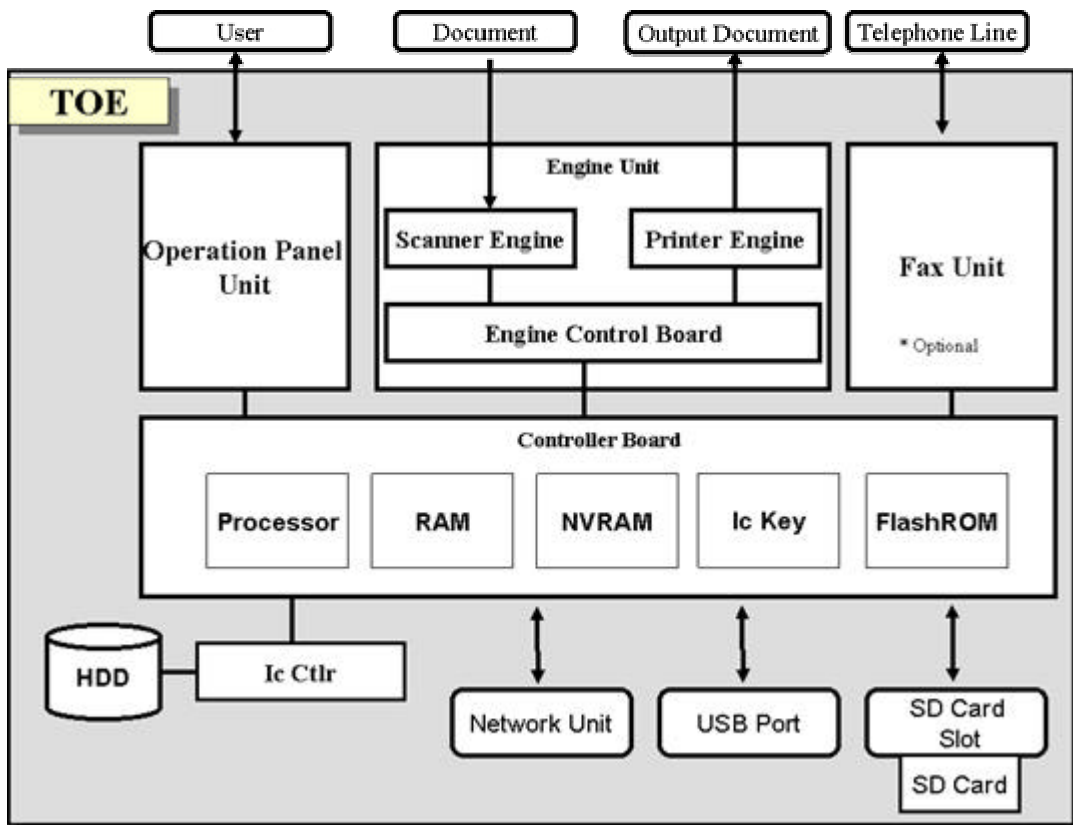 User
Document
Output Document
Telephone Line
TOE
Operation Panel
Unit
Engine Unit
Scanner Engine
Printer Engine
Engine Control Board
Fax Unit
* Optional
Controller Board
Processor
RAM
NVRAM
Ic Key
FlashROM
HDD
Ic Ctlr
Network Unit
USB Port
SD Card
Slot
SD Card